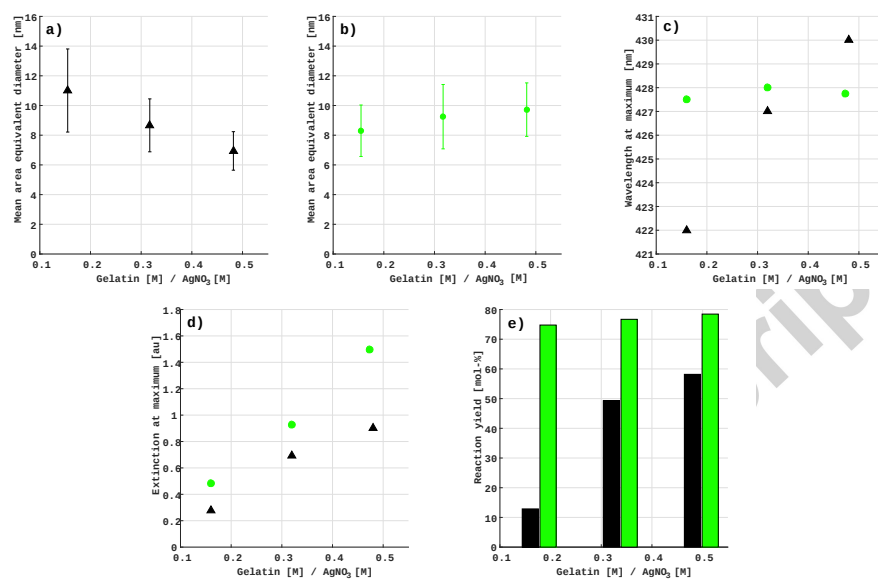 a)
16
14
12
10
8
6
4
2
0
0.1 0.2 0.3 0.4 0.5
Mean area equivalent diameter [nm]
Gelatin [M] / AgNO3 [M]
b)
16
14
12
10
8
6
4
2
0
0.1 0.2 0.3 0.4 0.5
Mean area equivalent diameter [nm]
Gelatin [M] / AgNO3 [M]
c)
431
430
429
428
427
426
425
424
423
422
421
0.1 0.2 0.3 0.4 0.5
Wavelength at maximum [nm]
Gelatin [M] / AgNO3 [M]
d)
1.8
1.6
1.4
1.2
1
0.8
0.6
0.4
0.2
0
0.1 0.2 0.3 0.4 0.5
Extinction at maximum [au]
Gelatin [M] / AgNO3 [M]
e)
80
70
60
50
40
30
20
10
0
0.1 0.2 0.3 0.4 0.5
Reaction yield [mol-%]
Gelatin [M] / AgNO3 [M]